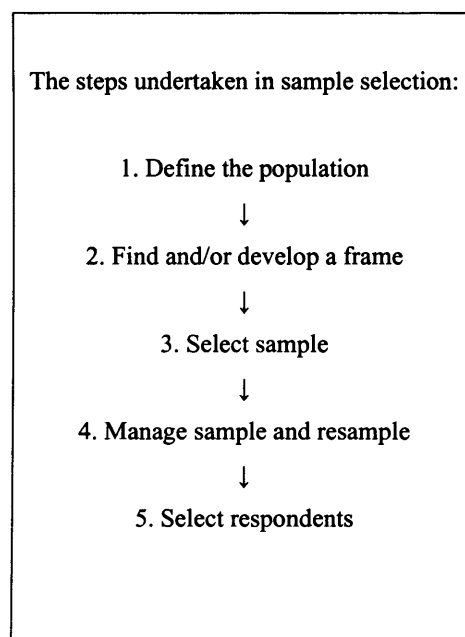 The steps undertaken in sample selection:
1. Define the population
↓
2. Find and/or develop a frame
↓
3. Select sample
↓
4. Manage sample and resample
↓
5. Select respondents